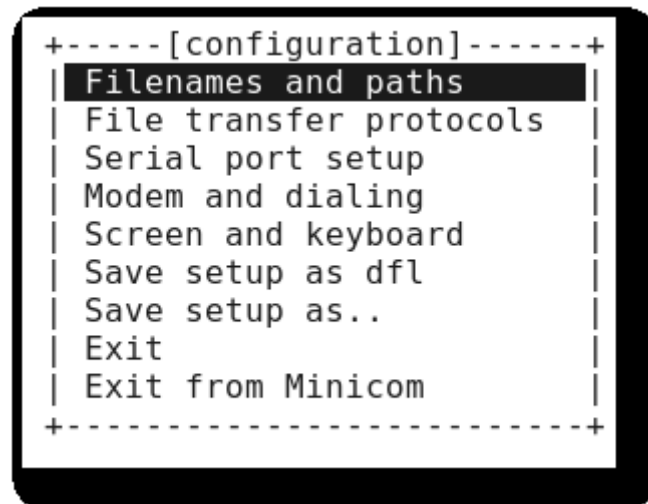 +-----[configuration]------+
| Filenames and paths |
| File transfer protocols |
| Serial port setup |
| Modem and dialing |
| Screen and keyboard |
| Save setup as dfl |
| Save setup as.. |
| Exit |
| Exit from Minicom |
+--------------------------+